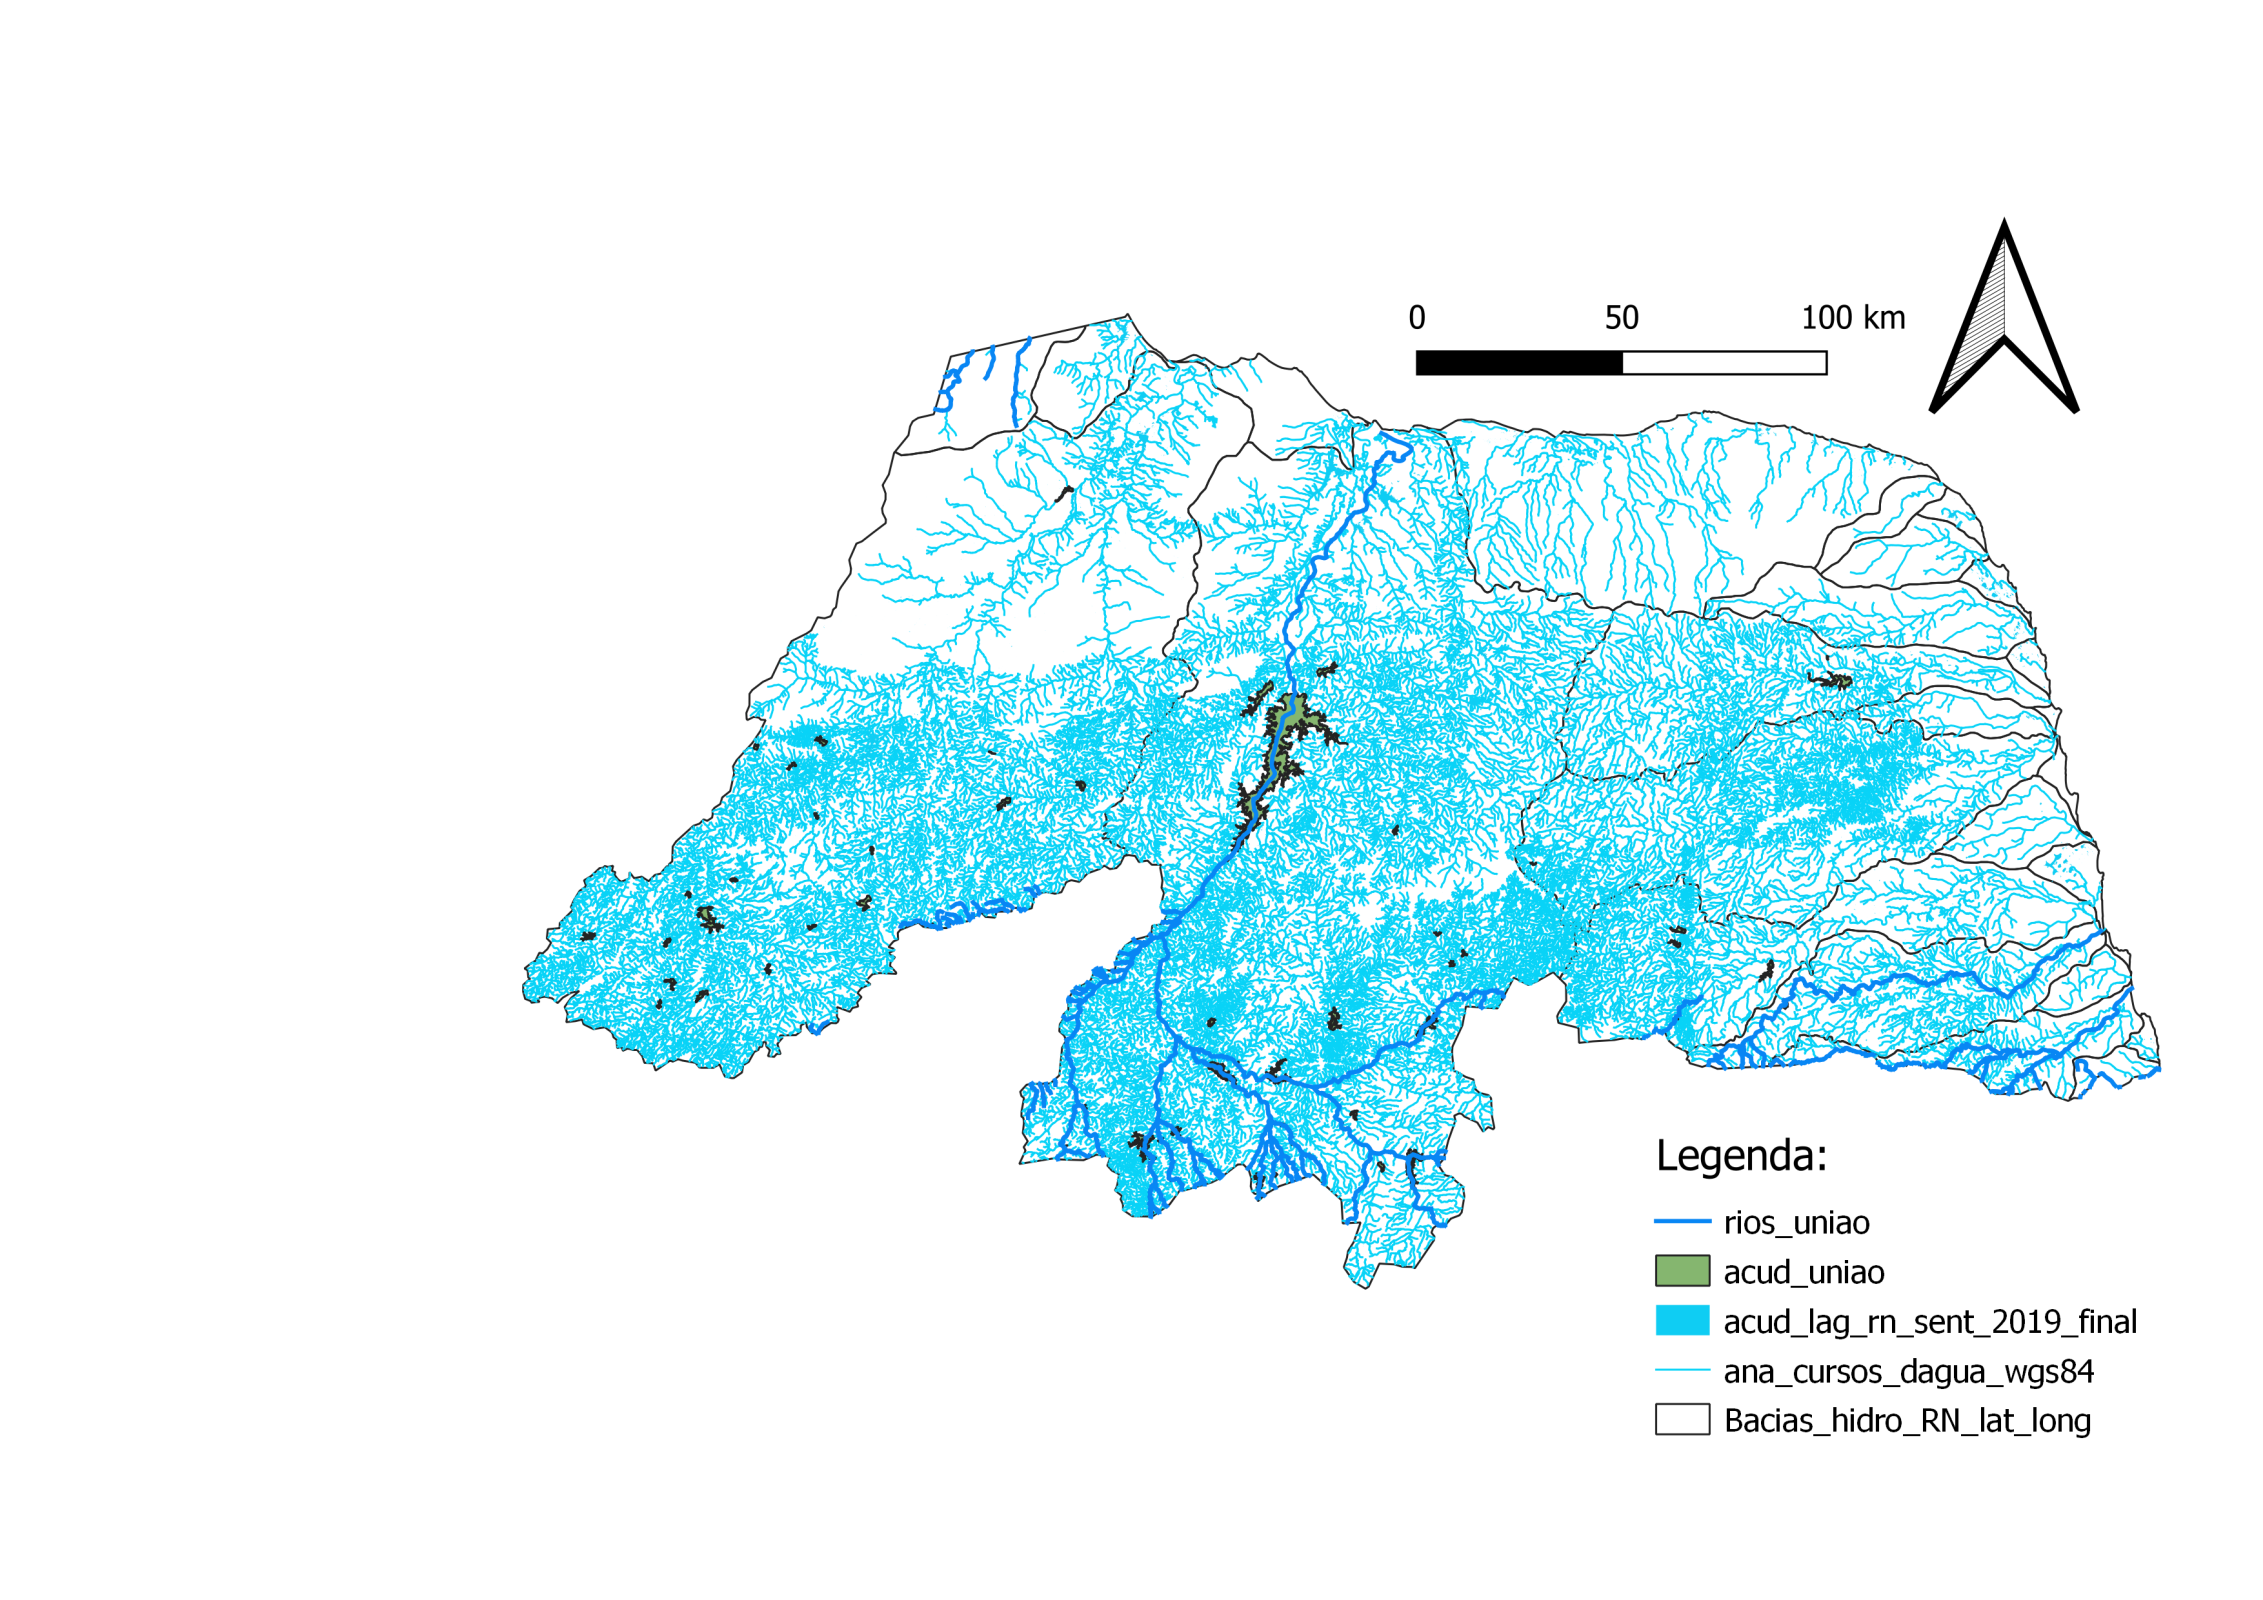 0 50 100 km
Legenda:
rios_uniao
acud_uniao
acud_lag_rn_sent_2019_final
ana_cursos_dagua_wgs84
Bacias_hidro_RN_lat_long